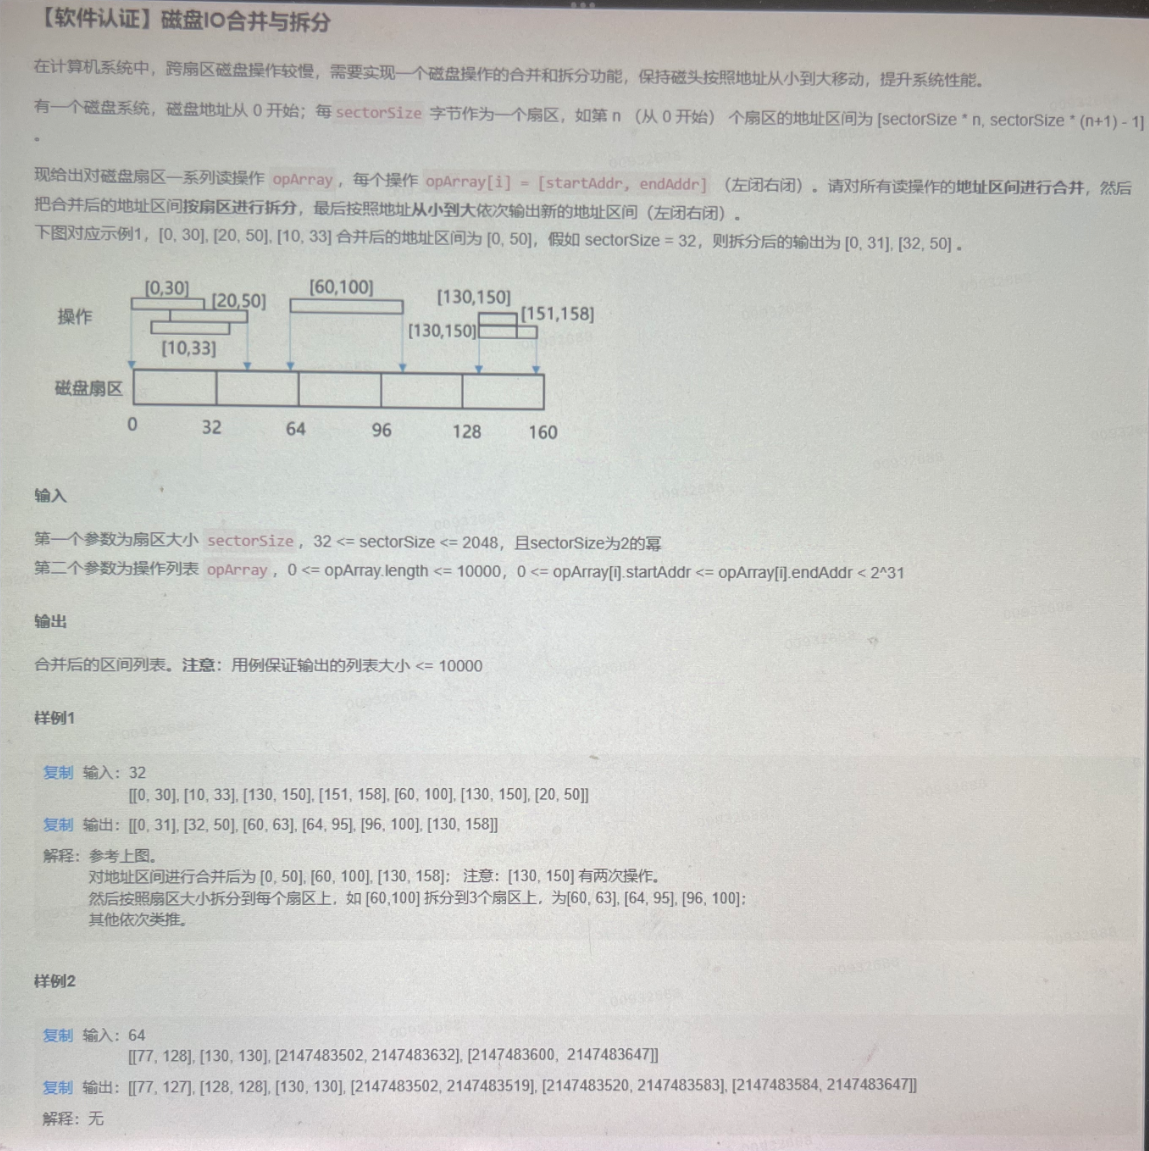 【软件认证】磁盘IO合并与拆分
在计算机系统中，跨扇区磁盘操作较慢，需要实现一个磁盘操作的合并和拆分功能，保持磁头按照地址从小到大移动，提升系统性能。
有一个磁盘系统，磁盘地址从 0 开始；每 sectorSize 字节作为一个扇区，如第 n （从 0 开始） 个扇区的地址区间为 [sectorSize * n, sectorSize * (n+1) - 1]
。
现给出对磁盘扇区一系列读操作 opArray，每个操作 opArray[i] = [startAddr, endAddr] （左闭右闭）。请对所有读操作的地址区间进行合并，然后
把合并后的地址区间按扇区进行拆分，最后按照地址从小到大依次输出新的地址区间（左闭右闭）。
下图对应示例1，[0, 30], [20, 50], [10, 33] 合并后的地址区间为 [0, 50]，假如 sectorSize = 32，则拆分后的输出为 [0, 31], [32, 50] 。
[0,30] [20,50] [60,100] [130,150] [151,158]
操作
[10,33] [130,150]
磁盘扇区
0 32 64 96 128 160
输入
第一个参数为扇区大小 sectorSize，32 <= sectorSize <= 2048，且sectorSize为2的幂
第二个参数为操作列表 opArray，0 <= opArray.length <= 10000，0 <= opArray[i].startAddr <= opArray[i].endAddr < 2^31
输出
合并后的区间列表。注意：用例保证输出的列表大小 <= 10000
样例1
复制 输入：32
[[0, 30], [10, 33], [130, 150], [151, 158], [60, 100], [130, 150], [20, 50]]
复制 输出：[[0, 31], [32, 50], [60, 63], [64, 95], [96, 100], [130, 158]]
解释：参考上图。
对地址区间进行合并后为 [0, 50], [60, 100], [130, 158]； 注意：[130, 150] 有两次操作。
然后按照扇区大小拆分到每个扇区上，如 [60,100] 拆分到3个扇区上，为[60, 63], [64, 95], [96, 100]；
其他依次类推。
样例2
复制 输入：64
[[77, 128], [130, 130], [2147483502, 2147483632], [2147483600, 2147483647]]
复制 输出：[[77, 127], [128, 128], [130, 130], [2147483502, 2147483519], [2147483520, 2147483583], [2147483584, 2147483647]]
解释：无